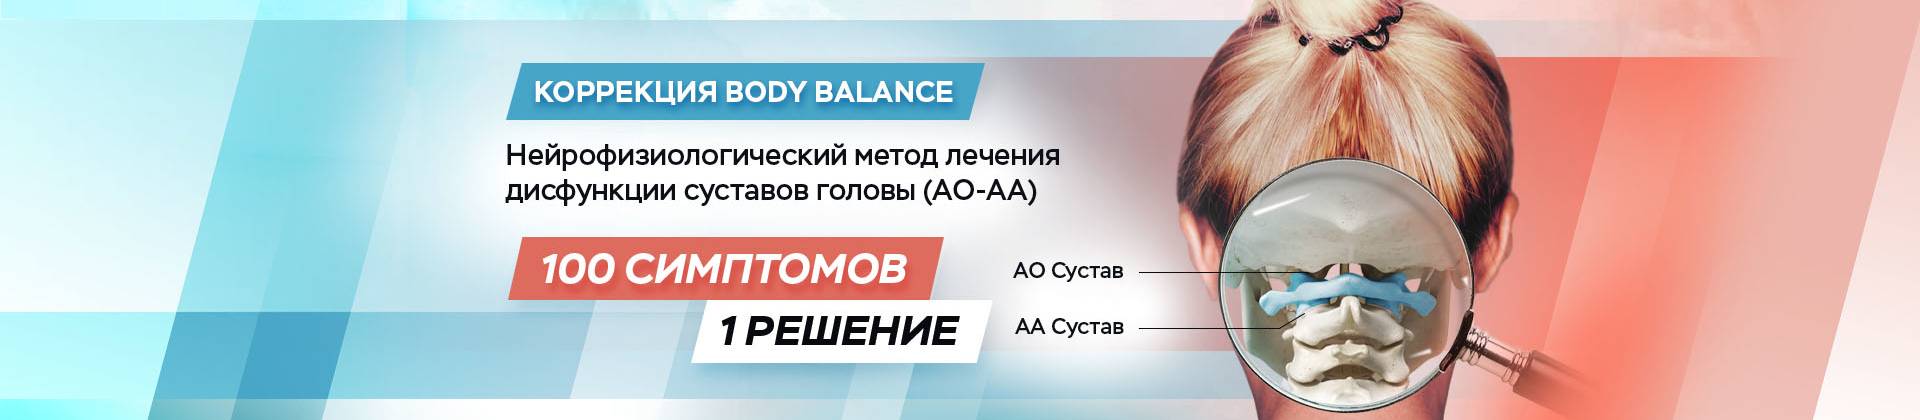 КОРРЕКЦИЯ BODY BALANCE
Нейрофизиологический метод лечения
дисфункции суставов головы (АО-АА)
100 СИМПТОМОВ
1 РЕШЕНИЕ
АО Сустав
АА Сустав